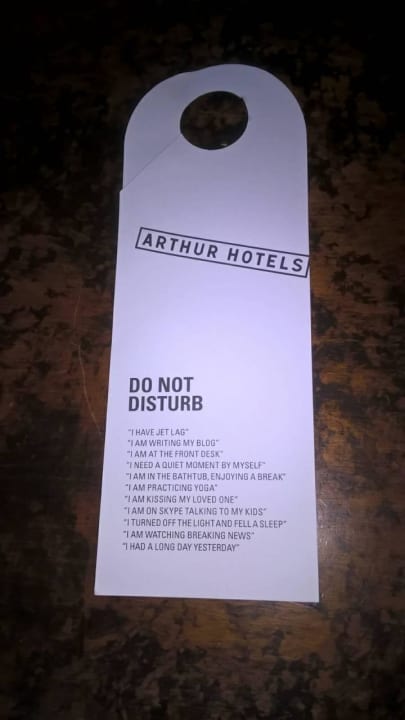 ARTHUR HOTELS
DO NOT
DISTURB
"I HAVE JET LAG"
"I AM WRITING MY BLOG"
"I AM AT THE FRONT DESK"
"I NEED A QUIET MOMENT BY MYSELF"
"I AM IN THE BATHTUB, ENJOYING A BREAK"
"I AM PRACTICING YOGA"
"I AM KISSING MY LOVED ONE"
"I AM ON SKYPE TALKING TO MY KIDS"
"I TURNED OFF THE LIGHT AND FELL A SLEEP"
"I AM WATCHING BREAKING NEWS"
"I HAD A LONG DAY YESTERDAY"